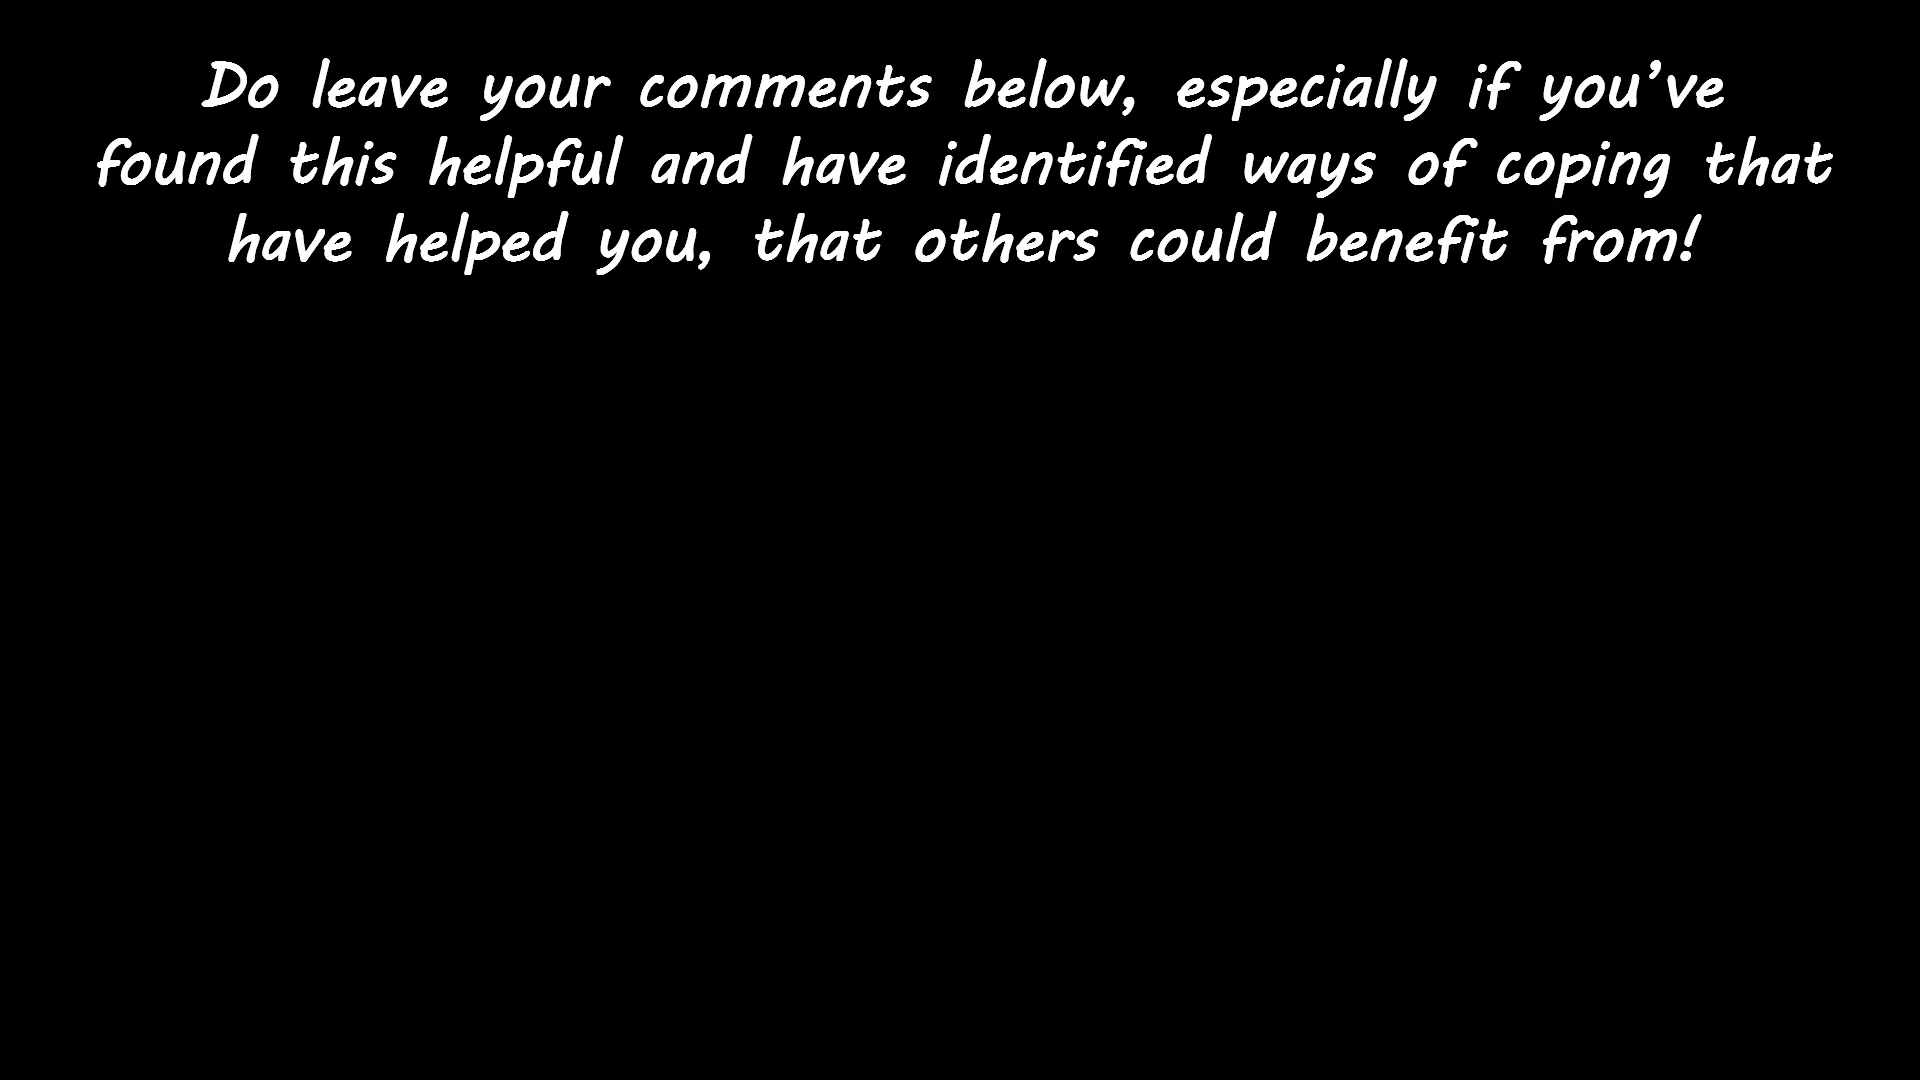 Do leave your comments below, especially if you’ve
found this helpful and have identified ways of coping that
have helped you, that others could benefit from!